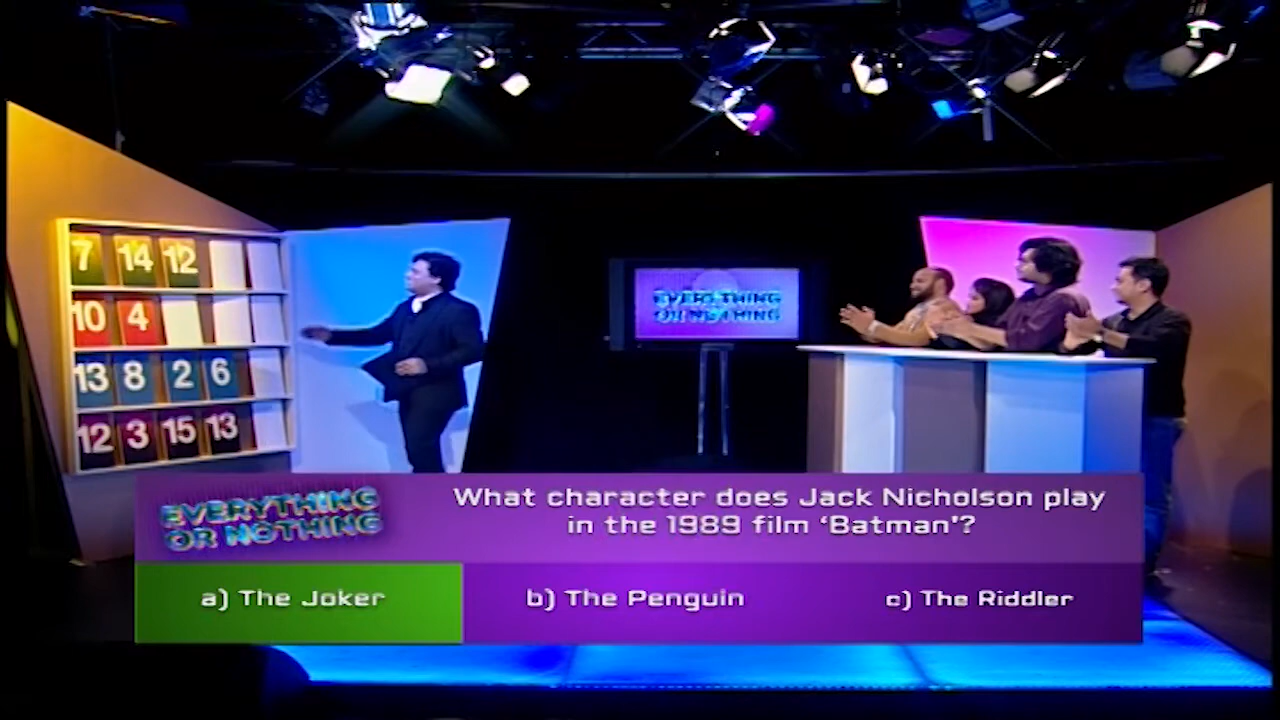 7 14 12
10 4
13 8 2 6
12 3 15 13
EVERYTHING
OR NOTHING
EVERYTHING
OR NOTHING
What character does Jack Nicholson play
in the 1989 film ‘Batman’?
a) The Joker
b) The Penguin
c) The Riddler